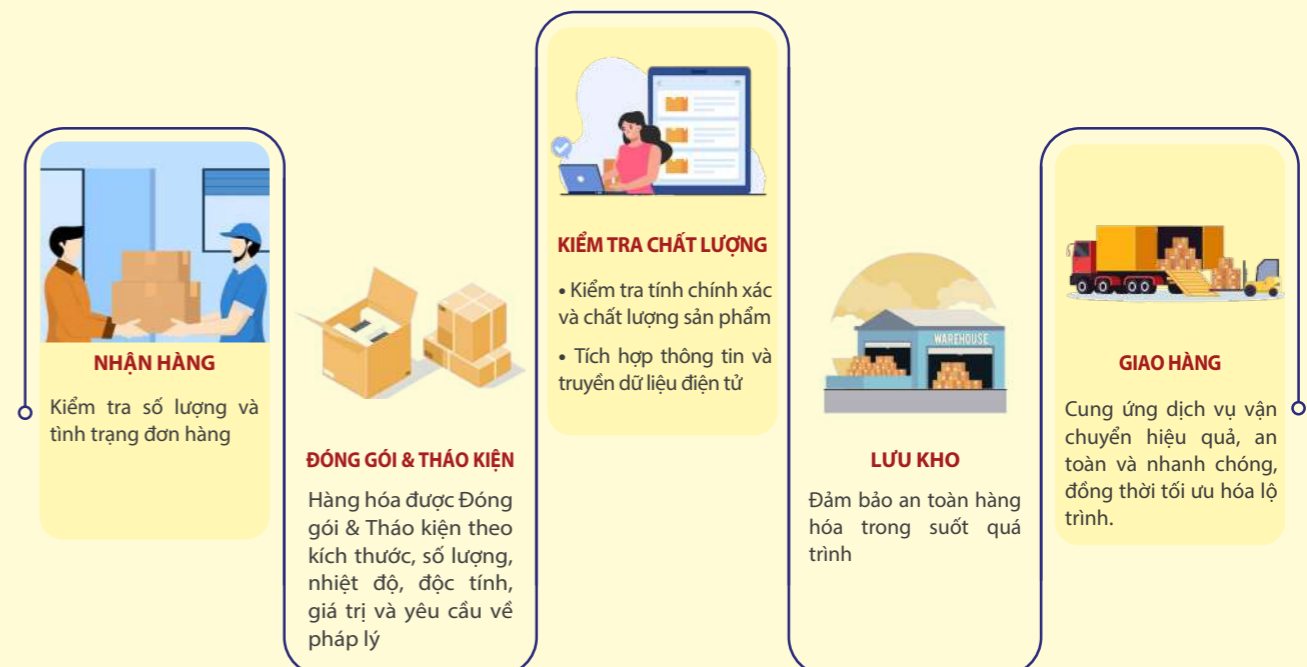 NHẬN HÀNG
Kiểm tra số lượng và
tình trạng đơn hàng
ĐÓNG GÓI & THÁO KIỆN
Hàng hóa được Đóng
gói & Tháo kiện theo
kích thước, số lượng,
nhiệt độ, độc tính,
giá trị và yêu cầu về
pháp lý
KIỂM TRA CHẤT LƯỢNG
• Kiểm tra tính chính xác
và chất lượng sản phẩm
• Tích hợp thông tin và
truyền dữ liệu điện tử
WAREHOUSE
LƯU KHO
Đảm bảo an toàn hàng
hóa trong suốt quá
trình
GIAO HÀNG
Cung ứng dịch vụ vận
chuyển hiệu quả, an
toàn và nhanh chóng,
đồng thời tối ưu hóa lộ
trình.